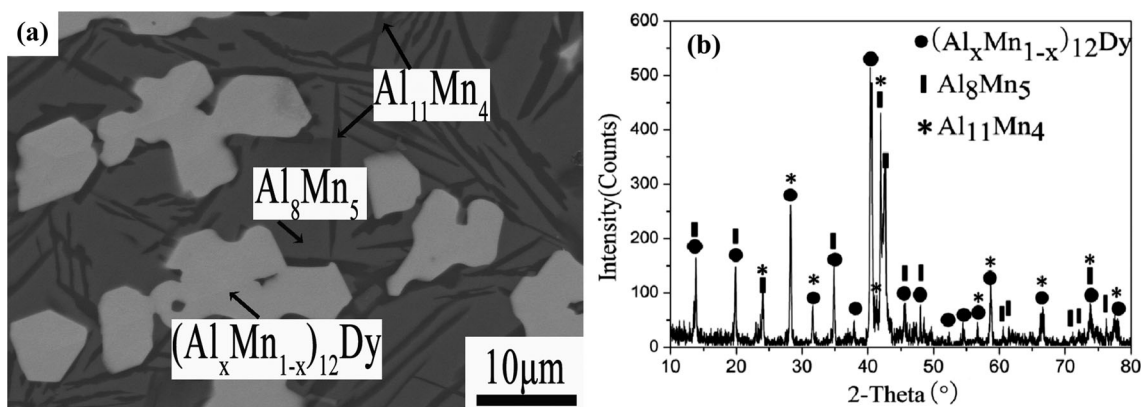 (a)
Al₁₁Mn₄
Al₈Mn₅
(AlₓMn₁₋ₓ)₁₂Dy
10μm
(b)
(AlₓMn₁₋ₓ)₁₂Dy
Al₈Mn₅
* Al₁₁Mn₄
Intensity(Counts)
600
500
400
300
200
100
0
10 20 30 40 50 60 70 80
2-Theta (°)